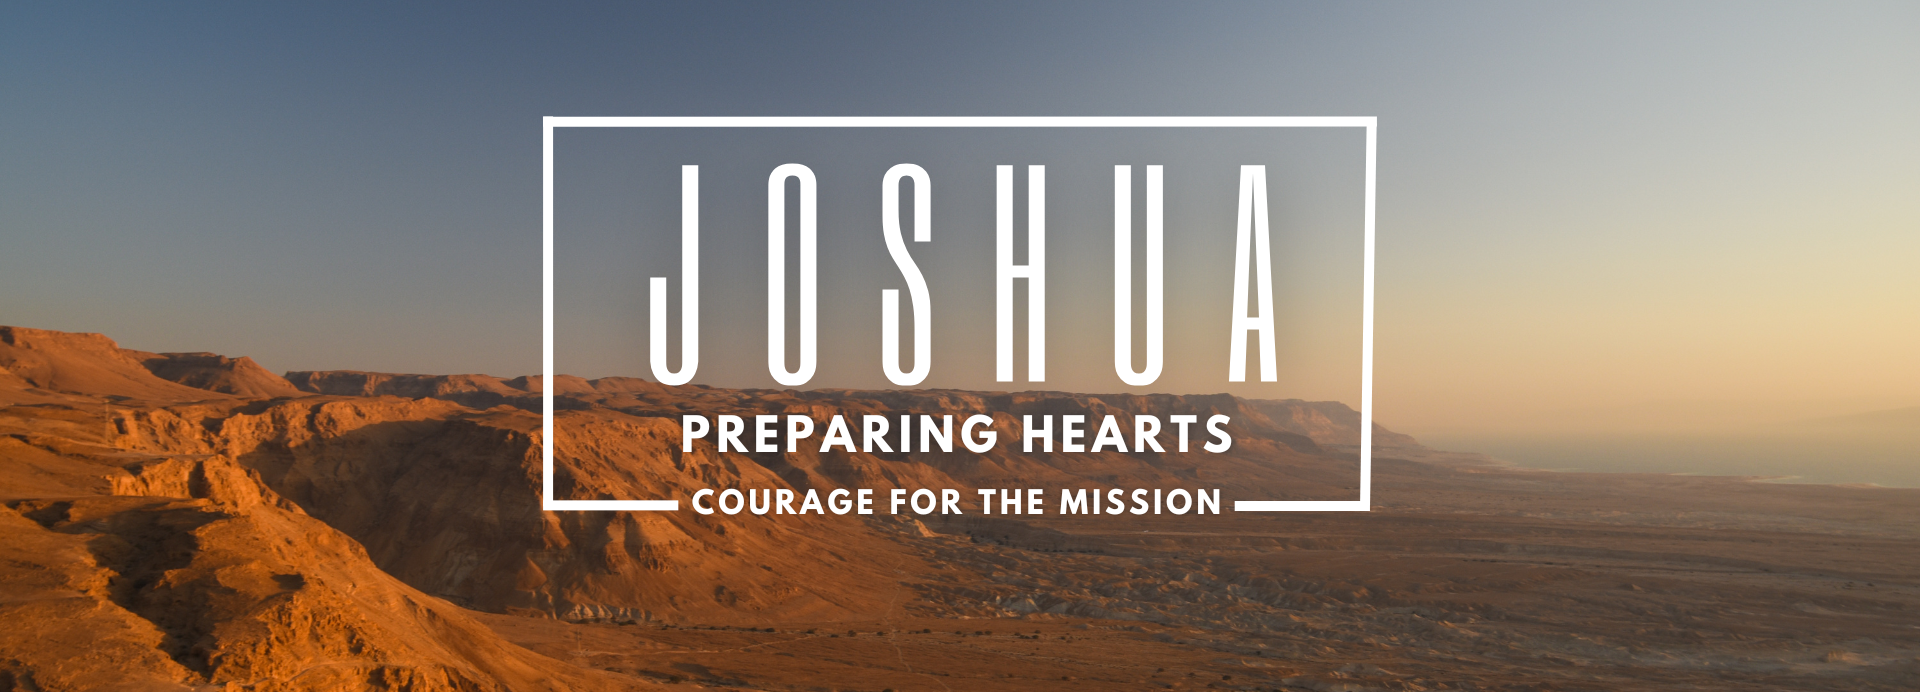 JOSHUA
PREPARING HEARTS
COURAGE FOR THE MISSION